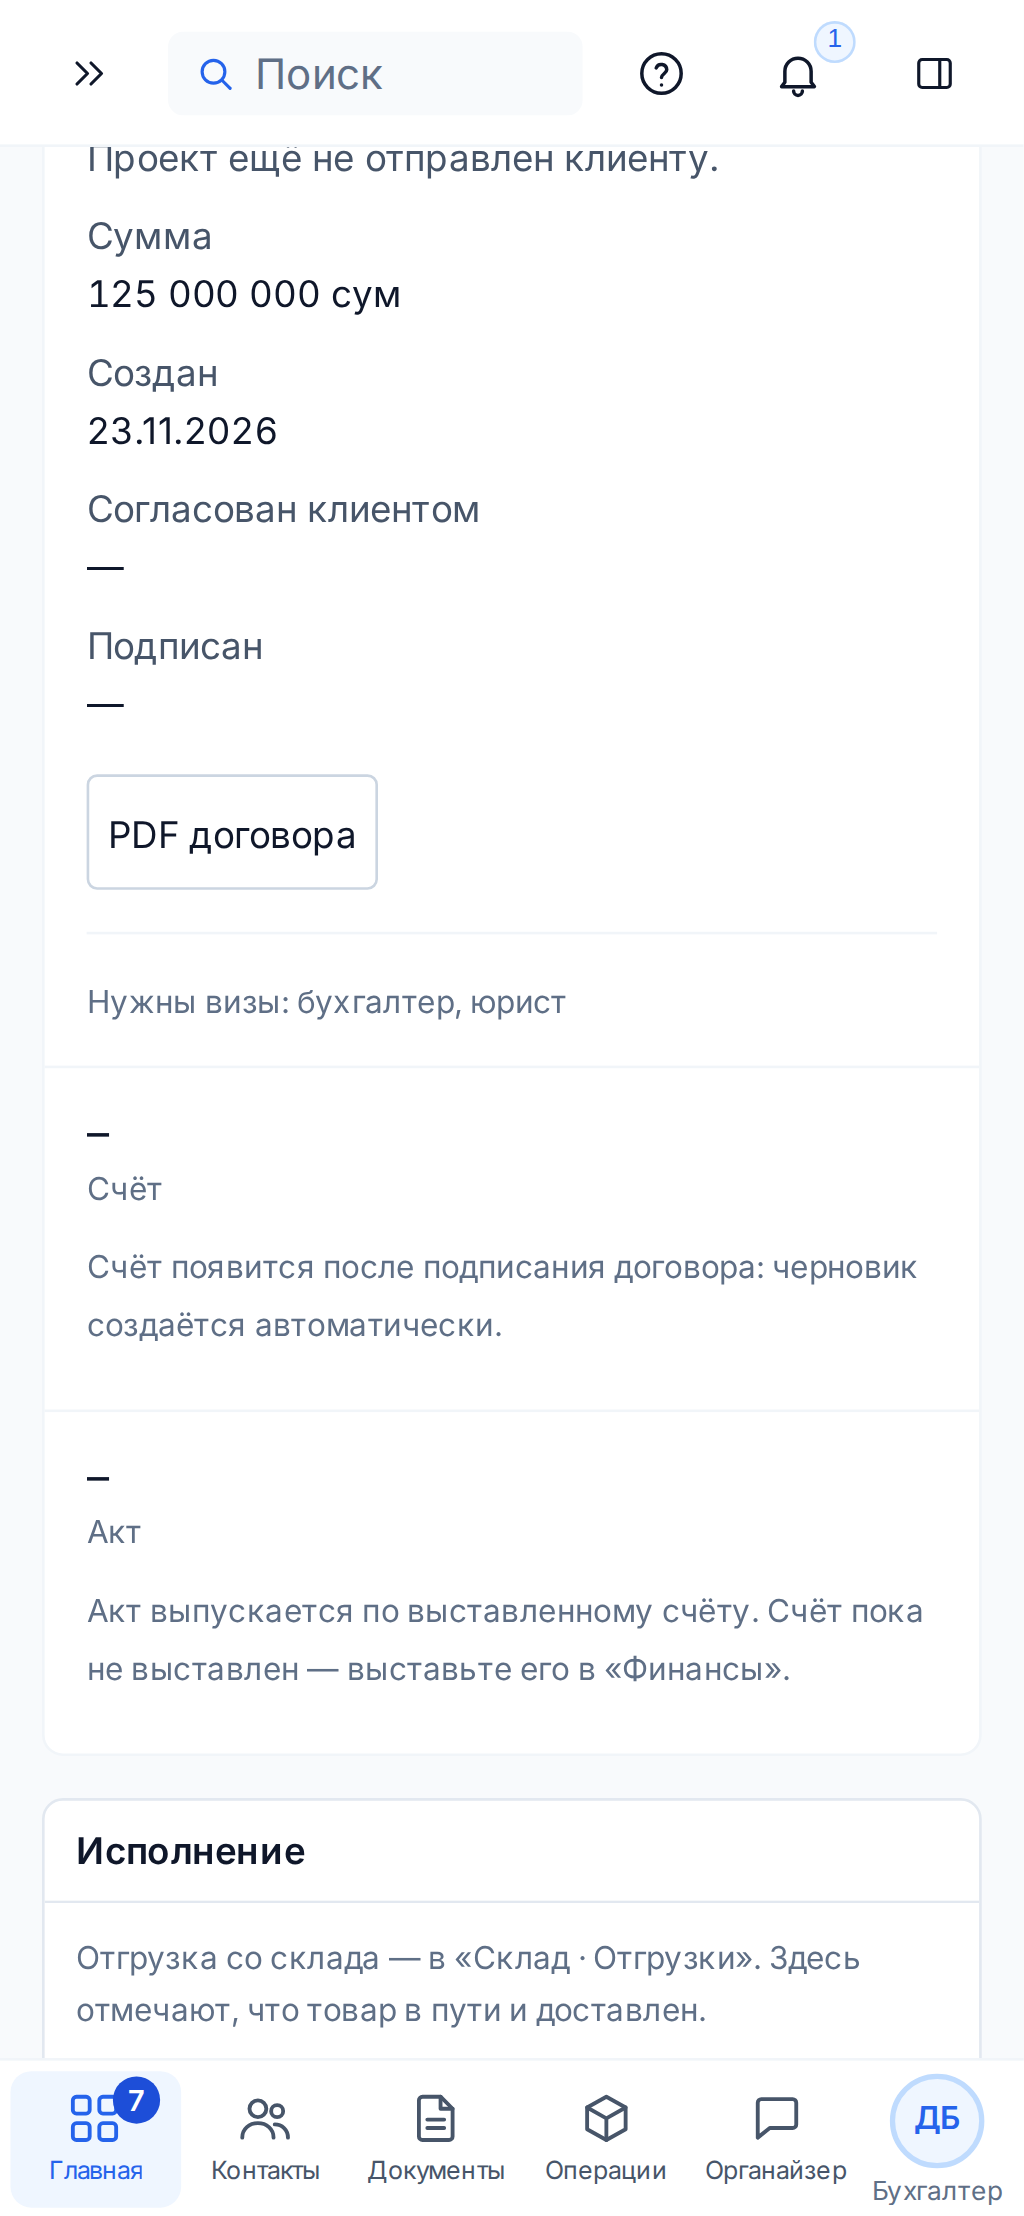 Поиск
1
Проект ещё не отправлен клиенту.
Сумма
125 000 000 сум
Создан
23.11.2026
Согласован клиентом
—
Подписан
—
PDF договора
Нужны визы: бухгалтер, юрист
–
Счёт
Счёт появится после подписания договора: черновик
создаётся автоматически.
–
Акт
Акт выпускается по выставленному счёту. Счёт пока
не выставлен — выставьте его в «Финансы».
Исполнение
Отгрузка со склада — в «Склад · Отгрузки». Здесь
отмечают, что товар в пути и доставлен.
7
Главная
Контакты
Документы
Операции
Органайзер
ДБ
Бухгалтер